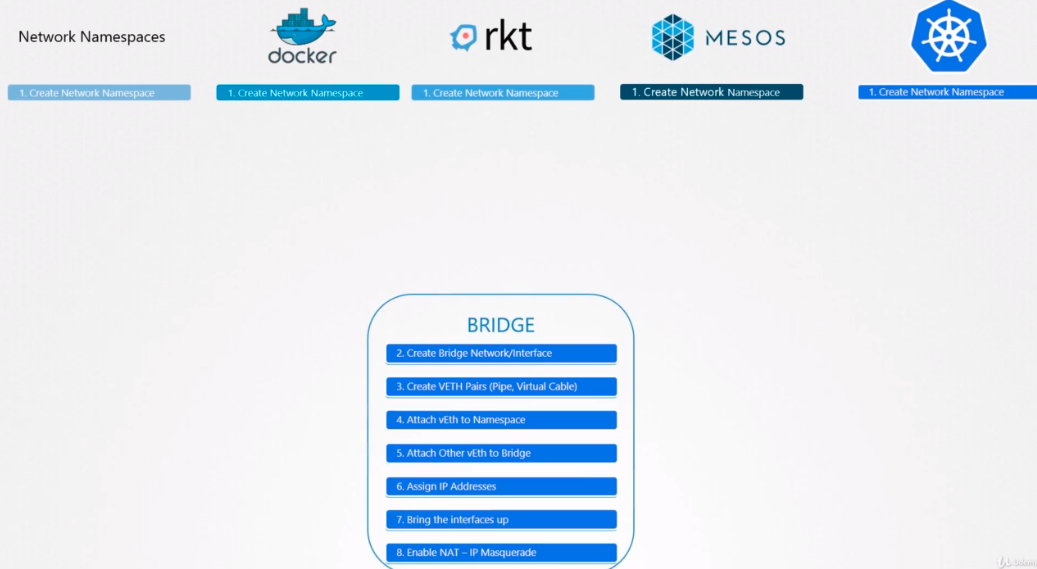 Network Namespaces
docker
rkt
MESOS
1. Create Network Namespace
1. Create Network Namespace
1. Create Network Namespace
1. Create Network Namespace
1. Create Network Namespace
BRIDGE
2. Create Bridge Network/Interface
3. Create VETH Pairs (Pipe, Virtual Cable)
4. Attach vEth to Namespace
5. Attach Other vEth to Bridge
6. Assign IP Addresses
7. Bring the interfaces up
8. Enable NAT – IP Masquerade